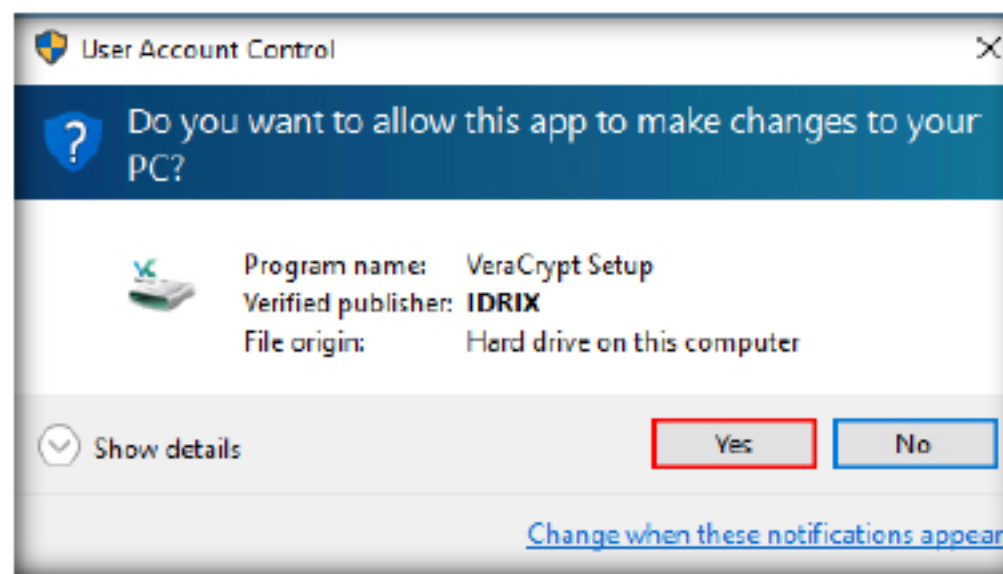 User Account Control
Do you want to allow this app to make changes to your
PC?
Program name: VeraCrypt Setup
Verified publisher: IDRIX
File origin: Hard drive on this computer
Show details
Yes
No
Change when these notifications appear